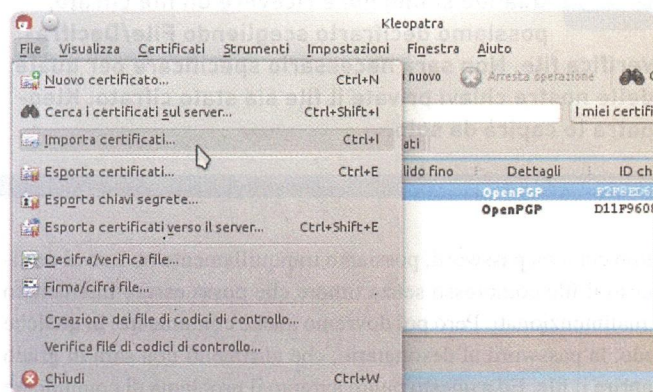 Kleopatra
File Visualizza Certificati Strumenti Impostazioni Finestra Aiuto
Nuovo certificato... Ctrl+N
nuovo Arresta operazione
Cerca i certificati sul server... Ctrl+Shift+I
I miei certifi
Importa certificati... Ctrl+I
ati
Esporta certificati... Ctrl+E
lido fino Dettagli ID ch
Esporta chiavi segrete...
OpenPGP
Esporta certificati verso il server... Ctrl+Shift+E
OpenPGP D11F9608
Decifra/verifica file...
Firma/cifra file...
Creazione dei file di codici di controllo...
Verifica file di codici di controllo...
Chiudi Ctrl+W